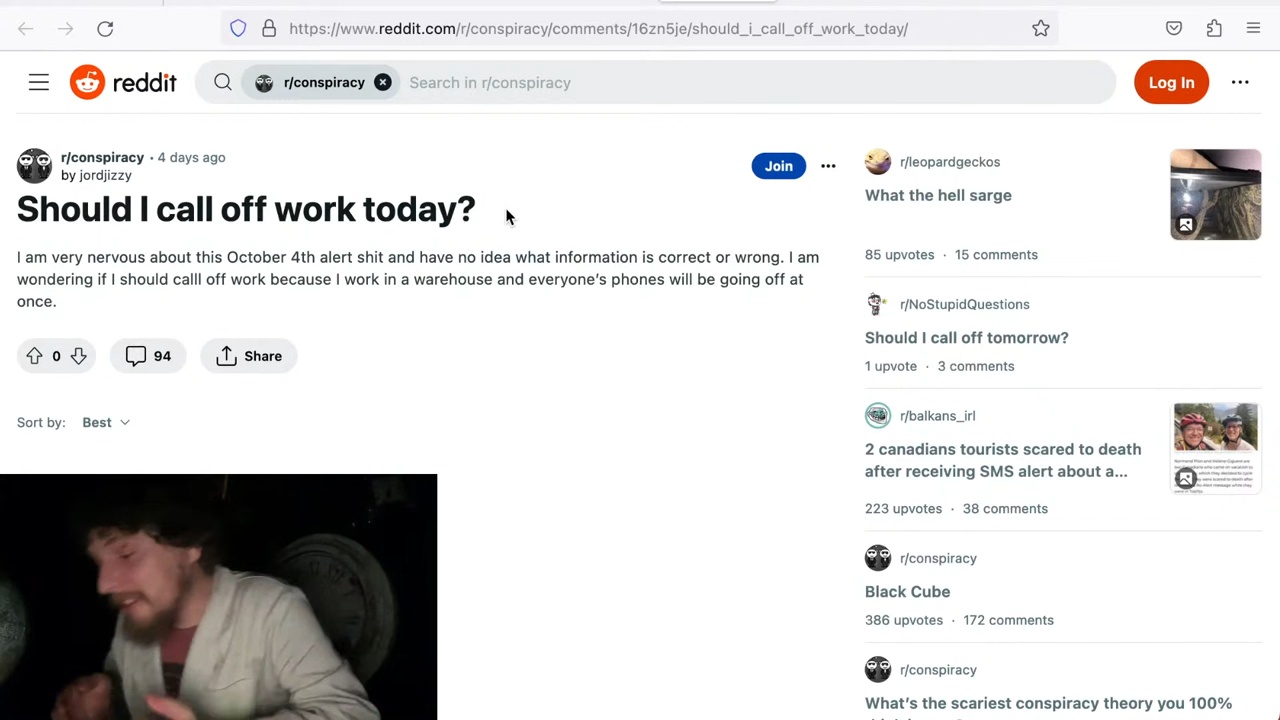 https://www.reddit.com/r/conspiracy/comments/16zn5je/should_i_call_off_work_today/
reddit
r/conspiracy
Search in r/conspiracy
Log In
r/conspiracy • 4 days ago
by jordjizzy
Join
Should I call off work today?
I am very nervous about this October 4th alert shit and have no idea what information is correct or wrong. I am
wondering if I should calll off work because I work in a warehouse and everyone’s phones will be going off at
once.
0
94
Share
Sort by: Best
r/leopardgeckos
What the hell sarge
85 upvotes · 15 comments
r/NoStupidQuestions
Should I call off tomorrow?
1 upvote · 3 comments
r/balkans_irl
2 canadians tourists scared to death
after receiving SMS alert about a...
223 upvotes · 38 comments
r/conspiracy
Black Cube
386 upvotes · 172 comments
r/conspiracy
What’s the scariest conspiracy theory you 100%